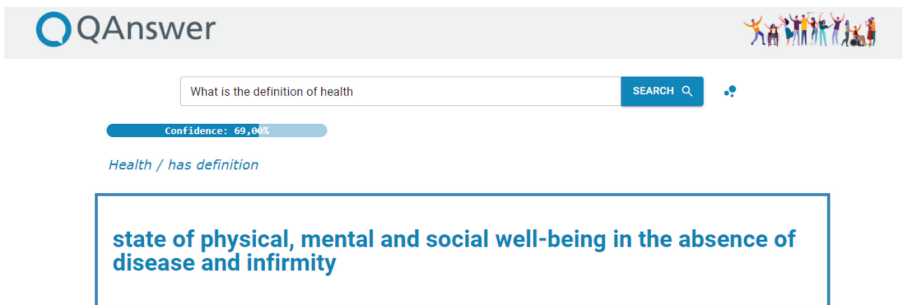 QAnswer
What is the definition of health
SEARCH
Confidence: 69,00%
Health / has definition
state of physical, mental and social well-being in the absence of
disease and infirmity